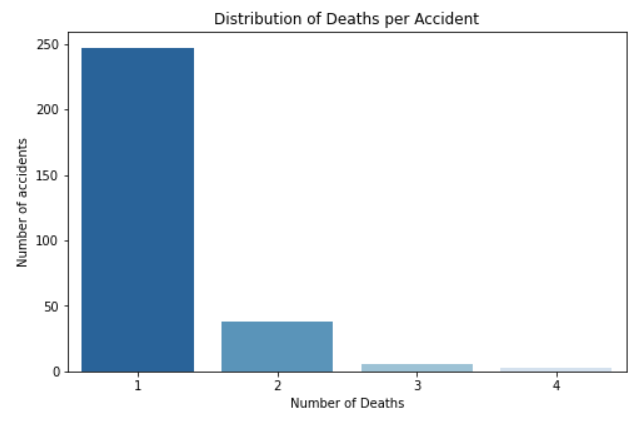 Distribution of Deaths per Accident
250
200
150
100
50
0
Number of accidents
1 2 3 4
Number of Deaths